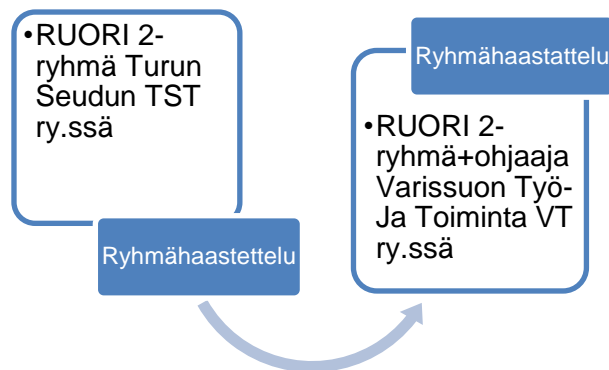 •RUORI 2-
ryhmä Turun
Seudun TST
ry.ssä
Ryhmähaastettelu
Ryhmähaastattelu
•RUORI 2-
ryhmä+ohjaaja
Varissuon Työ-
Ja Toiminta VT
ry.ssä